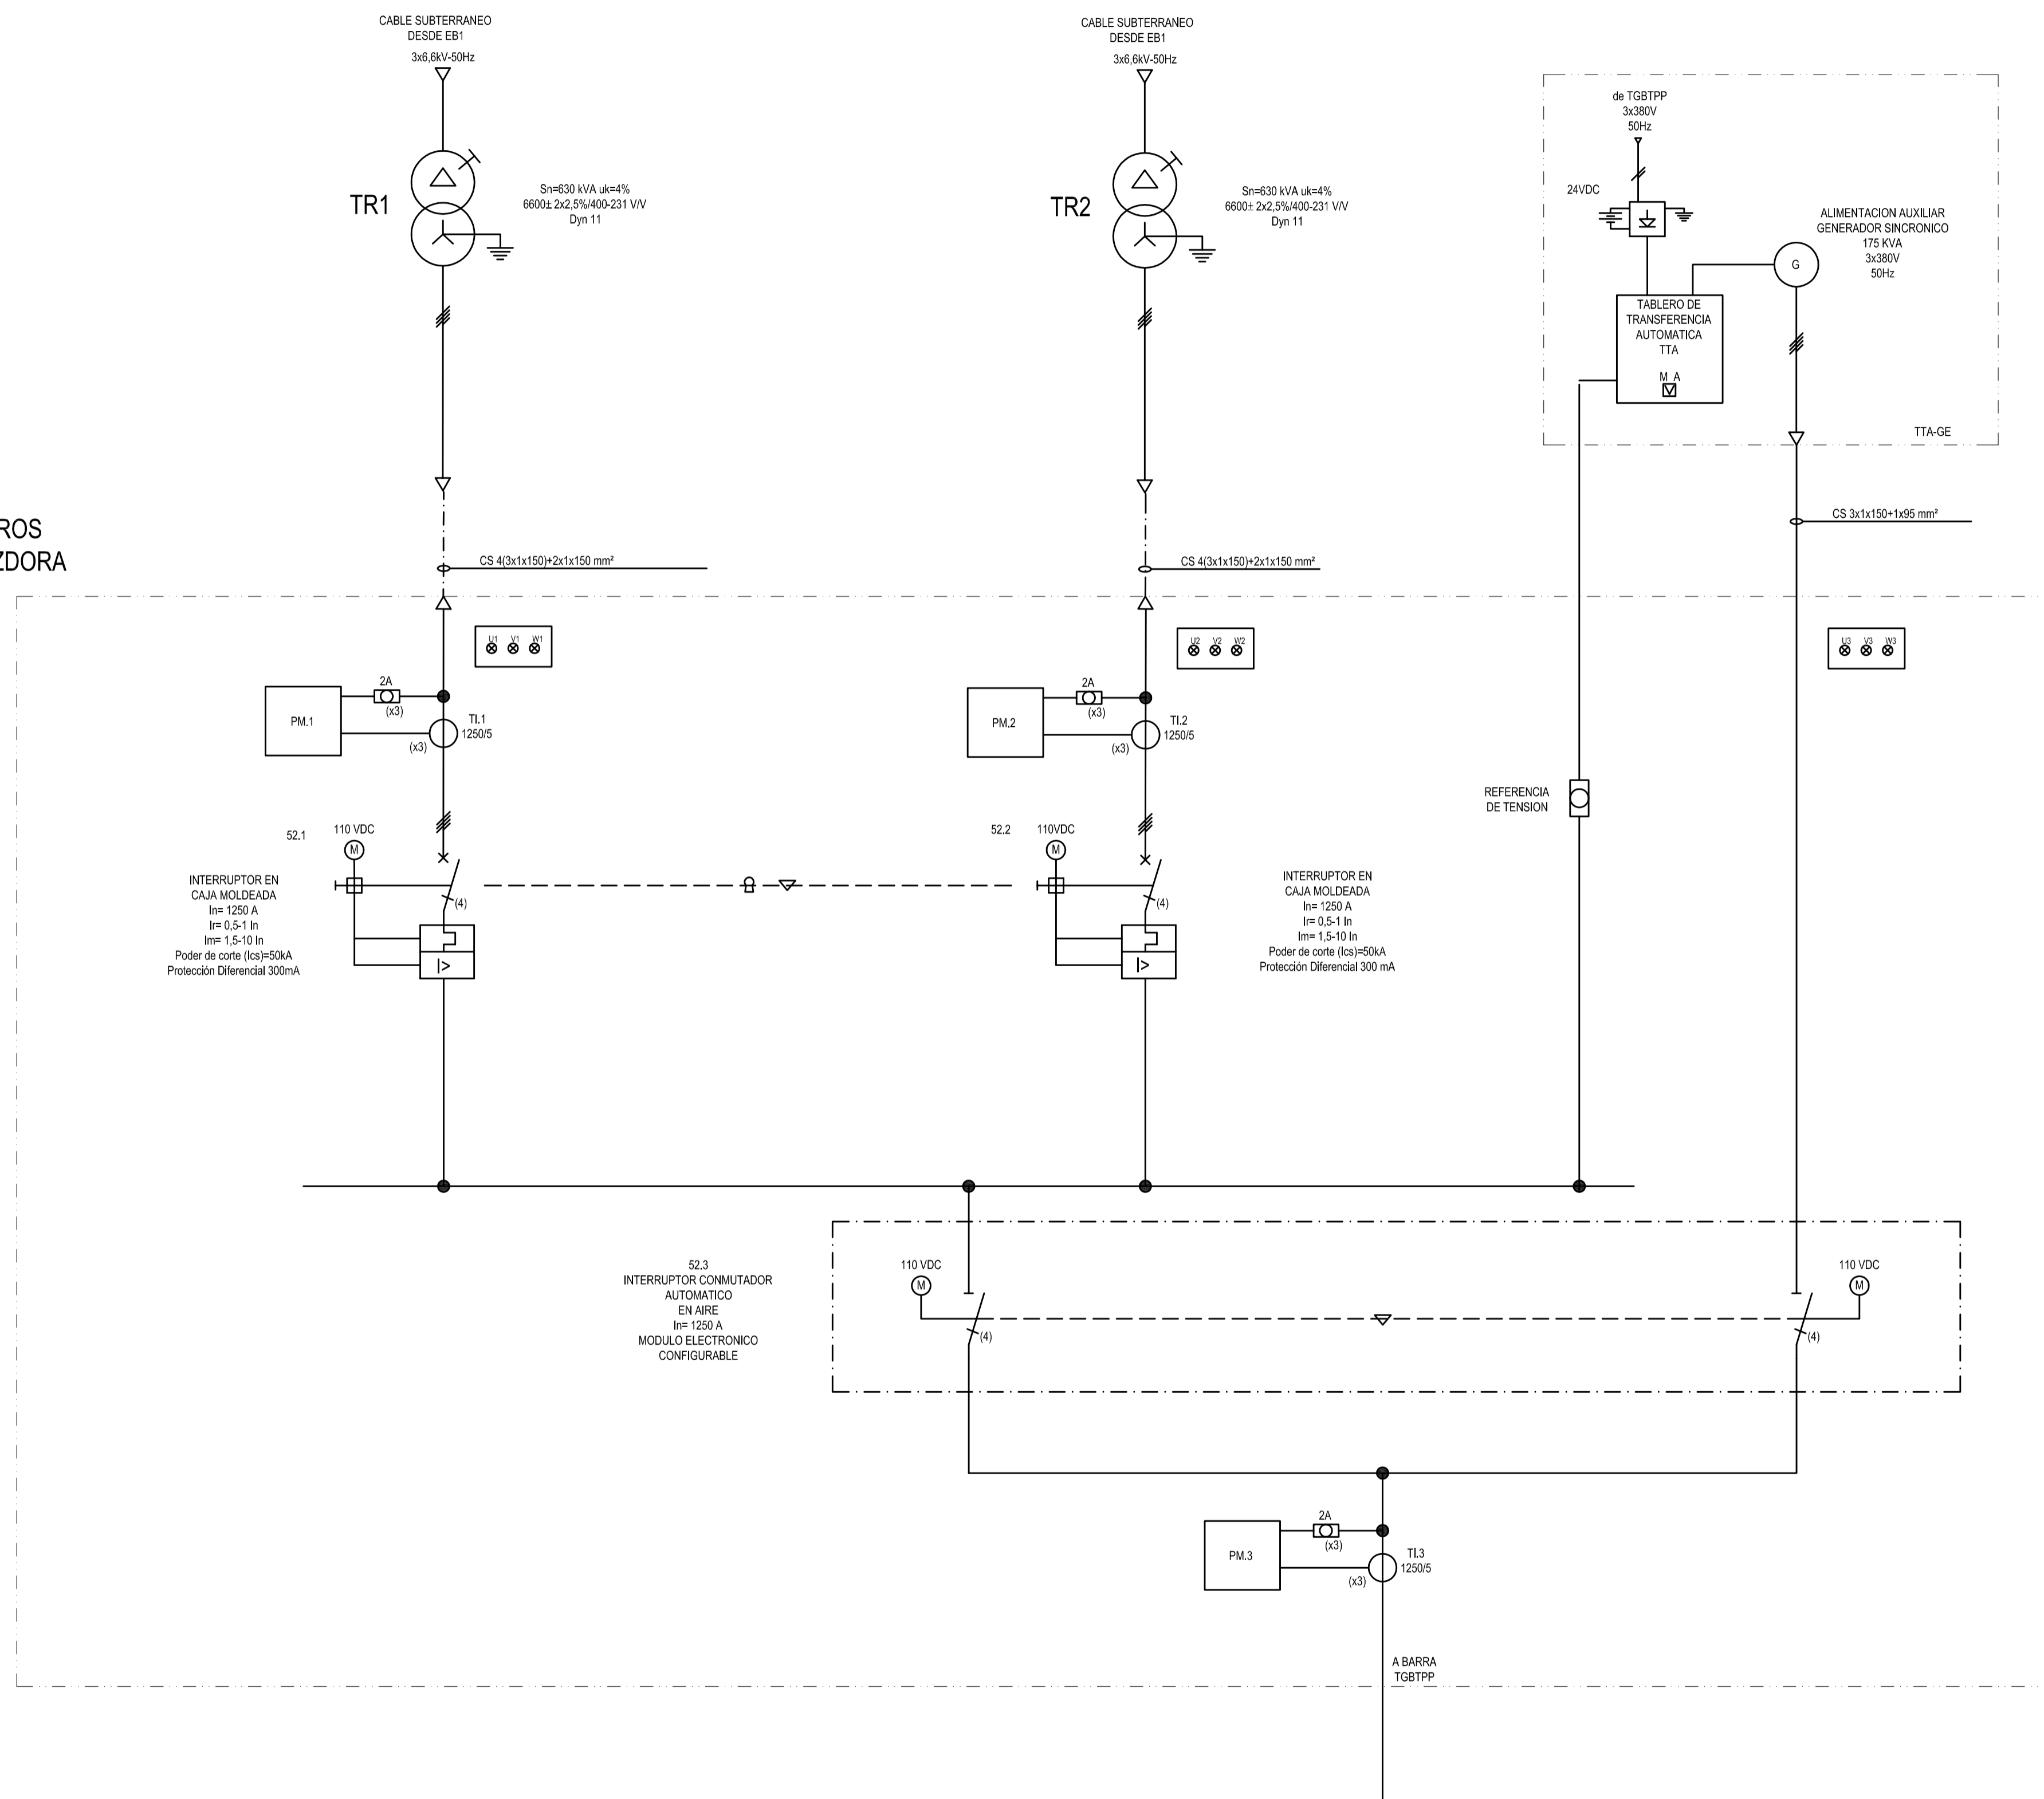 CABLE SUBTERRANEO
DESDE EB1
3x6,6kV-50Hz
TR1
Sn=630 kVA uk=4%
6600± 2x2,5%/400-231 V/V
Dyn 11
CABLE SUBTERRANEO
DESDE EB1
3x6,6kV-50Hz
TR2
Sn=630 kVA uk=4%
6600± 2x2,5%/400-231 V/V
Dyn 11
de TGBTPP
3x380V
50Hz
24VDC
ALIMENTACION AUXILIAR
GENERADOR SINCRONICO
175 KVA
3x380V
50Hz
G
TABLERO DE
TRANSFERENCIA
AUTOMATICA
TTA
M A
TTA-GE
ROS
ZDORA
CS 4(3x1x150)+2x1x150 mm²
CS 4(3x1x150)+2x1x150 mm²
CS 3x1x150+1x95 mm²
U1 V1 W1
U2 V2 W2
U3 V3 W3
PM.1
2A
(x3)
(x3)
TI.1
1250/5
PM.2
2A
(x3)
(x3)
TI.2
1250/5
REFERENCIA
DE TENSION
52.1
110 VDC
M
(4)
I>
INTERRUPTOR EN
CAJA MOLDEADA
In= 1250 A
Ir= 0,5-1 In
Im= 1,5-10 In
Poder de corte (Ics)=50kA
Protección Diferencial 300mA
52.2
110VDC
M
(4)
I>
INTERRUPTOR EN
CAJA MOLDEADA
In= 1250 A
Ir= 0,5-1 In
Im= 1,5-10 In
Poder de corte (Ics)=50kA
Protección Diferencial 300 mA
52.3
INTERRUPTOR CONMUTADOR
AUTOMATICO
EN AIRE
In= 1250 A
MODULO ELECTRONICO
CONFIGURABLE
110 VDC
M
(4)
110 VDC
M
(4)
PM.3
2A
(x3)
(x3)
TI.3
1250/5
A BARRA
TGBTPP